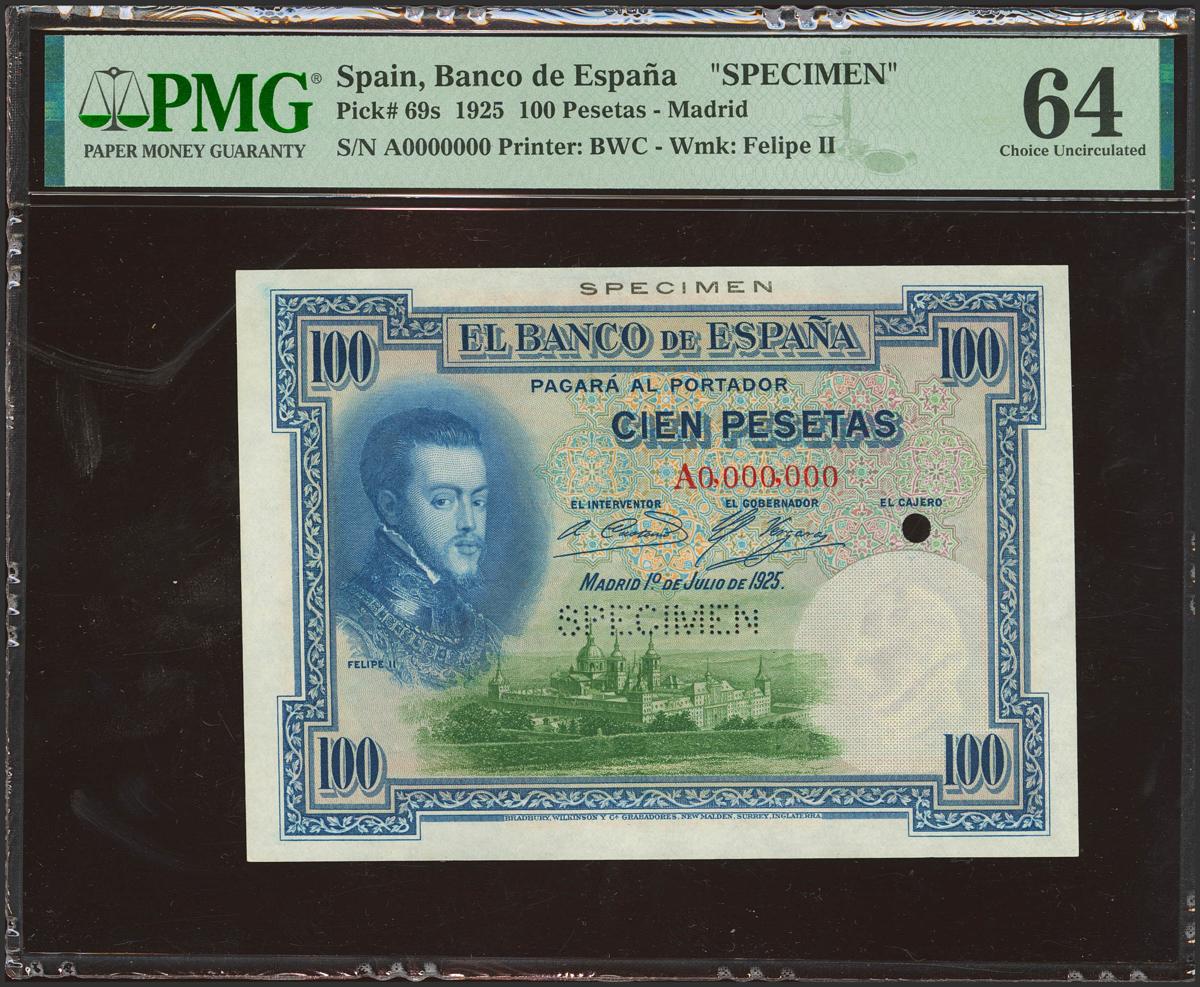 PMG®
PAPER MONEY GUARANTY
Spain, Banco de España "SPECIMEN"
Pick# 69s 1925 100 Pesetas - Madrid
S/N A0000000 Printer: BWC - Wmk: Felipe II
64
Choice Uncirculated
SPECIMEN
100
EL BANCO DE ESPAÑA
100
PAGARÁ AL PORTADOR
CIEN PESETAS
A0,000,000
EL INTERVENTOR EL GOBERNADOR EL CAJERO
MADRID 1º DE JULIO DE 1925.
SPECIMEN
FELIPE II
100
100
BRADBURY, WILKINSON Y Cª GRABADORES, NEW MALDEN, SURREY, INGLATERRA